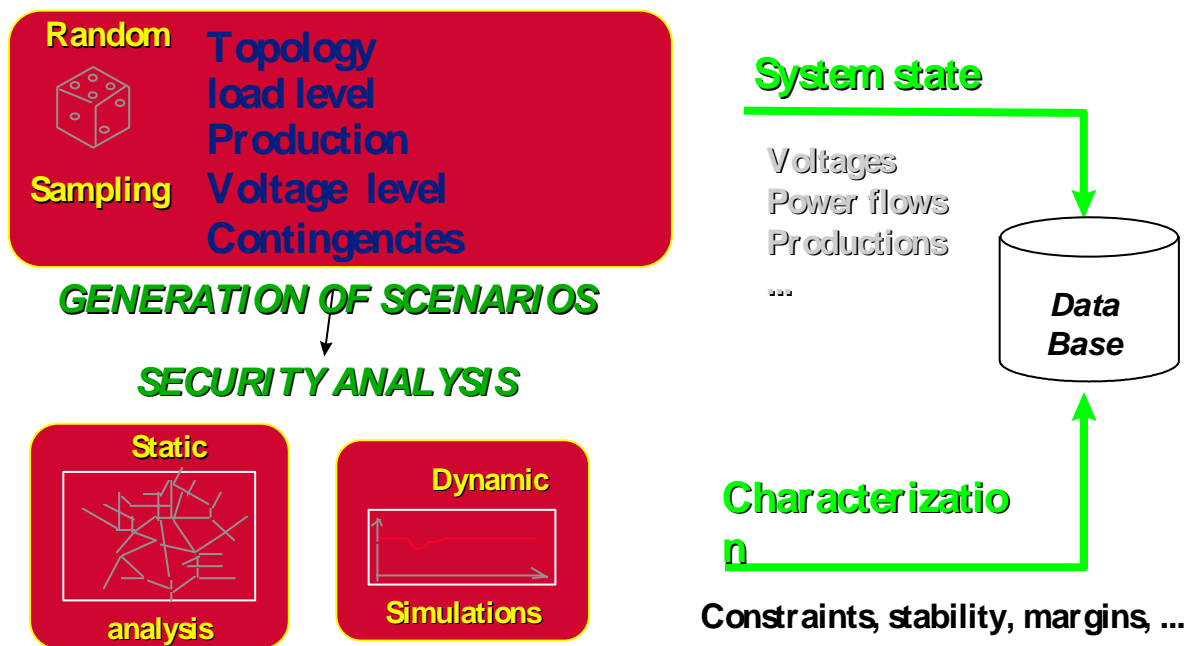 Random
Sampling
Topology
load level
Production
Voltage level
Contingencies
GENERATION OF SCENARIOS
SECURITY ANALYSIS
Static
analysis
Dynamic
Simulations
System state
Voltages
Power flows
Productions
...
Data
Base
Characterizatio
n
Constraints, stability, margins, ...